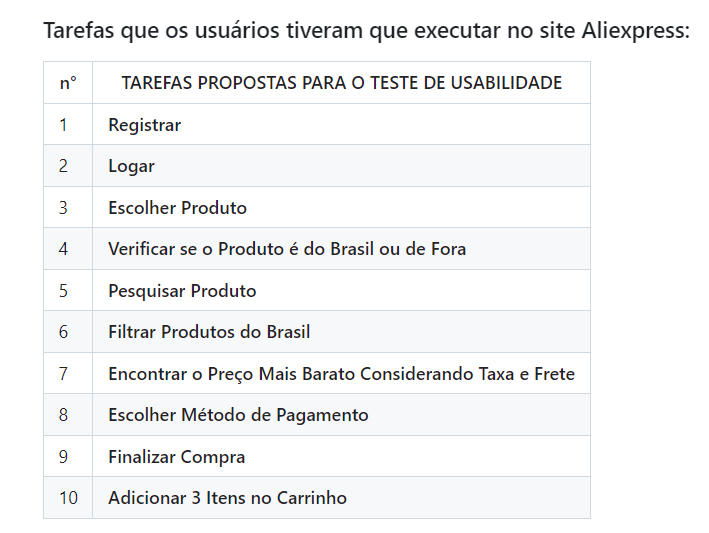 Tarefas que os usuários tiveram que executar no site Aliexpress:
n° TAREFAS PROPOSTAS PARA O TESTE DE USABILIDADE
1 Registrar
2 Logar
3 Escolher Produto
4 Verificar se o Produto é do Brasil ou de Fora
5 Pesquisar Produto
6 Filtrar Produtos do Brasil
7 Encontrar o Preço Mais Barato Considerando Taxa e Frete
8 Escolher Método de Pagamento
9 Finalizar Compra
10 Adicionar 3 Itens no Carrinho